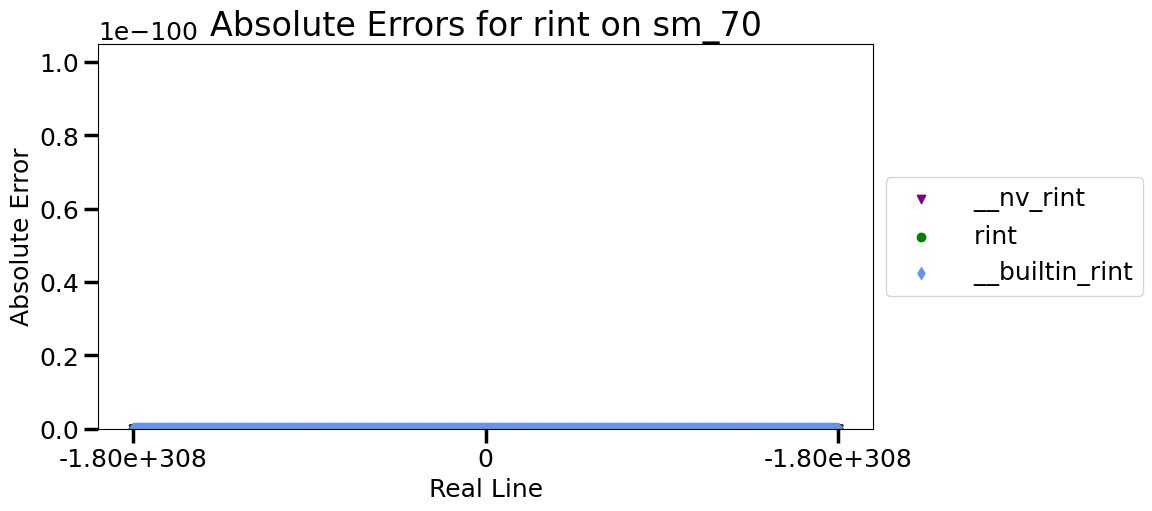 Absolute Errors for rint on sm_70
1e−100
1.0
0.8
0.6
0.4
0.2
0.0
Absolute Error
-1.80e+308
0
-1.80e+308
Real Line
__nv_rint
rint
__builtin_rint